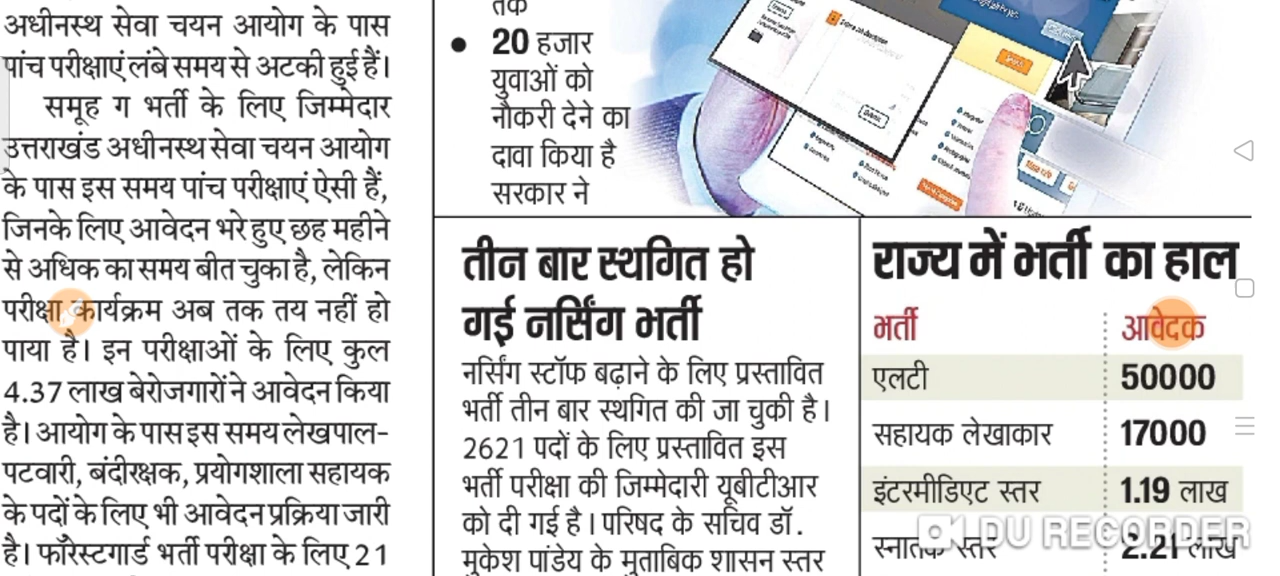 अधीनस्थ सेवा चयन आयोग के पास
पांच परीक्षाएं लंबे समय से अटकी हुई हैं।
समूह ग भर्ती के लिए जिम्मेदार
उत्तराखंड अधीनस्थ सेवा चयन आयोग
के पास इस समय पांच परीक्षाएं ऐसी हैं,
जिनके लिए आवेदन भरे हुए छह महीने
से अधिक का समय बीत चुका है, लेकिन
परीक्षा कार्यक्रम अब तक तय नहीं हो
पाया है। इन परीक्षाओं के लिए कुल
4.37 लाख बेरोजगारों ने आवेदन किया
है। आयोग के पास इस समय लेखपाल-
पटवारी, बंदीरक्षक, प्रयोगशाला सहायक
के पदों के लिए भी आवेदन प्रक्रिया जारी
है। फॉरेस्टगार्ड भर्ती परीक्षा के लिए 21
तक
• 20 हजार
युवाओं को
नौकरी देने का
दावा किया है
सरकार ने
तीन बार स्थगित हो
गई नर्सिंग भर्ती
नर्सिंग स्टॉफ बढ़ाने के लिए प्रस्तावित
भर्ती तीन बार स्थगित की जा चुकी है।
2621 पदों के लिए प्रस्तावित इस
भर्ती परीक्षा की जिम्मेदारी यूबीटीआर
को दी गई है। परिषद के सचिव डॉ.
मुकेश पांडेय के मुताबिक शासन स्तर
राज्य में भर्ती का हाल
भर्ती आवेदक
एलटी 50000
सहायक लेखाकार 17000
इंटरमीडिएट स्तर 1.19 लाख
स्नातक स्तर 2.21 लाख
DU RECORDER